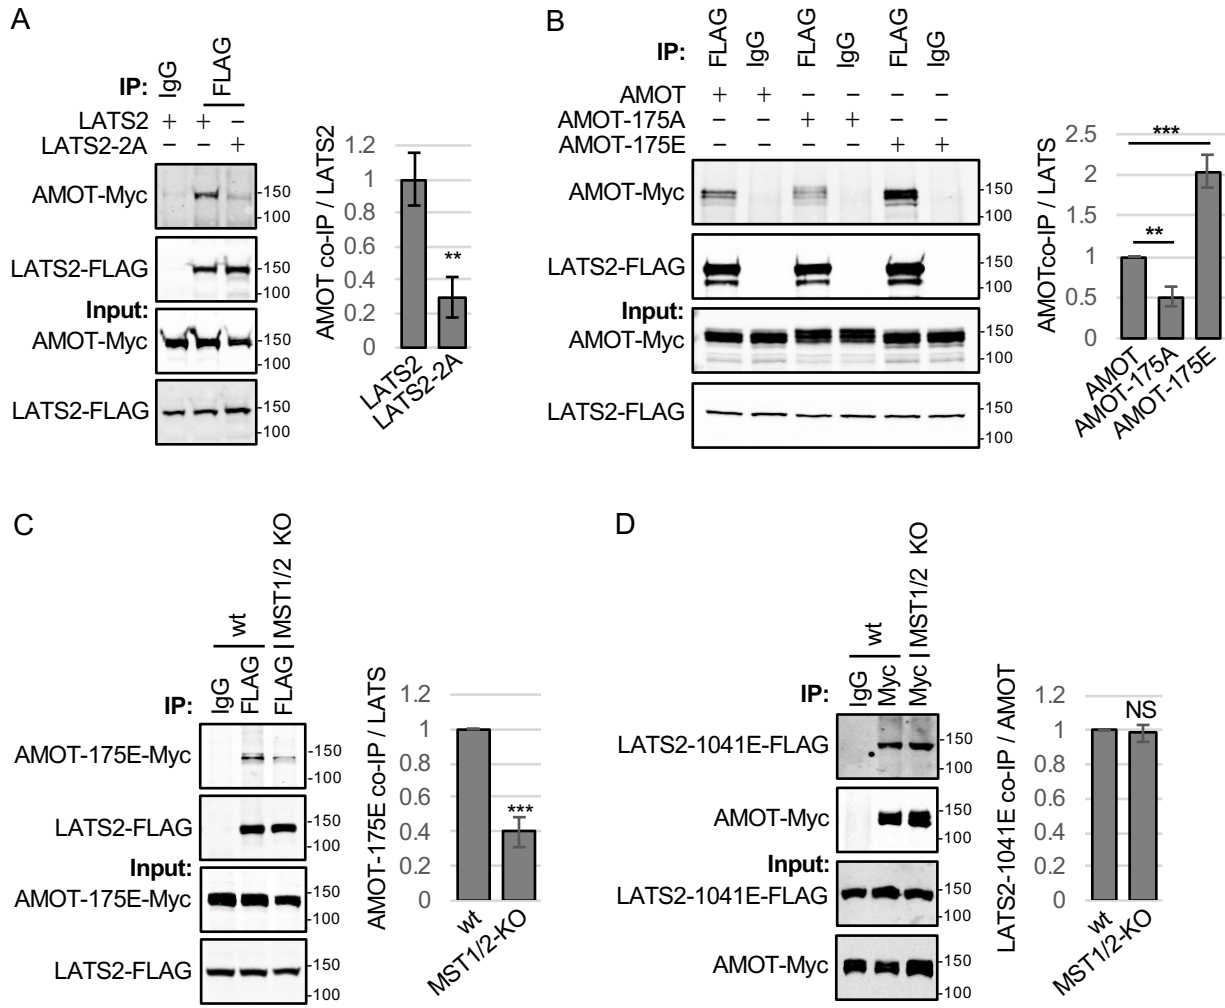 A
IP:
IgG
FLAG
LATS2 + + –
LATS2-2A – – +
AMOT-Myc
-150
100
LATS2-FLAG
-150
100
Input:
AMOT-Myc
-150
100
LATS2-FLAG
-150
100
AMOT co-IP / LATS2
1.2
1
0.8
0.6
0.4
0.2
0
**
LATS2
LATS2-2A
B
IP:
FLAG IgG FLAG IgG FLAG IgG
AMOT + + – – – –
AMOT-175A – – + + – –
AMOT-175E – – – – + +
AMOT-Myc
-150
-100
LATS2-FLAG
-150
-100
Input:
AMOT-Myc
-150
-100
LATS2-FLAG
-150
-100
AMOTco-IP / LATS
2.5
2
1.5
1
0.5
0
***
**
AMOT
AMOT-175A
AMOT-175E
C
wt
MST1/2 KO
IP:
IgG
FLAG
FLAG
AMOT-175E-Myc
-150
-100
LATS2-FLAG
-150
-100
Input:
AMOT-175E-Myc
-150
-100
LATS2-FLAG
-150
-100
AMOT-175E co-IP / LATS
1.2
1
0.8
0.6
0.4
0.2
0
***
wt
MST1/2-KO
D
wt
MST1/2 KO
IP:
IgG
Myc
Myc
LATS2-1041E-FLAG
-150
-100
AMOT-Myc
-150
-100
Input:
LATS2-1041E-FLAG
-150
-100
AMOT-Myc
-150
-100
LATS2-1041E co-IP / AMOT
1.2
1
0.8
0.6
0.4
0.2
0
NS
wt
MST1/2-KO